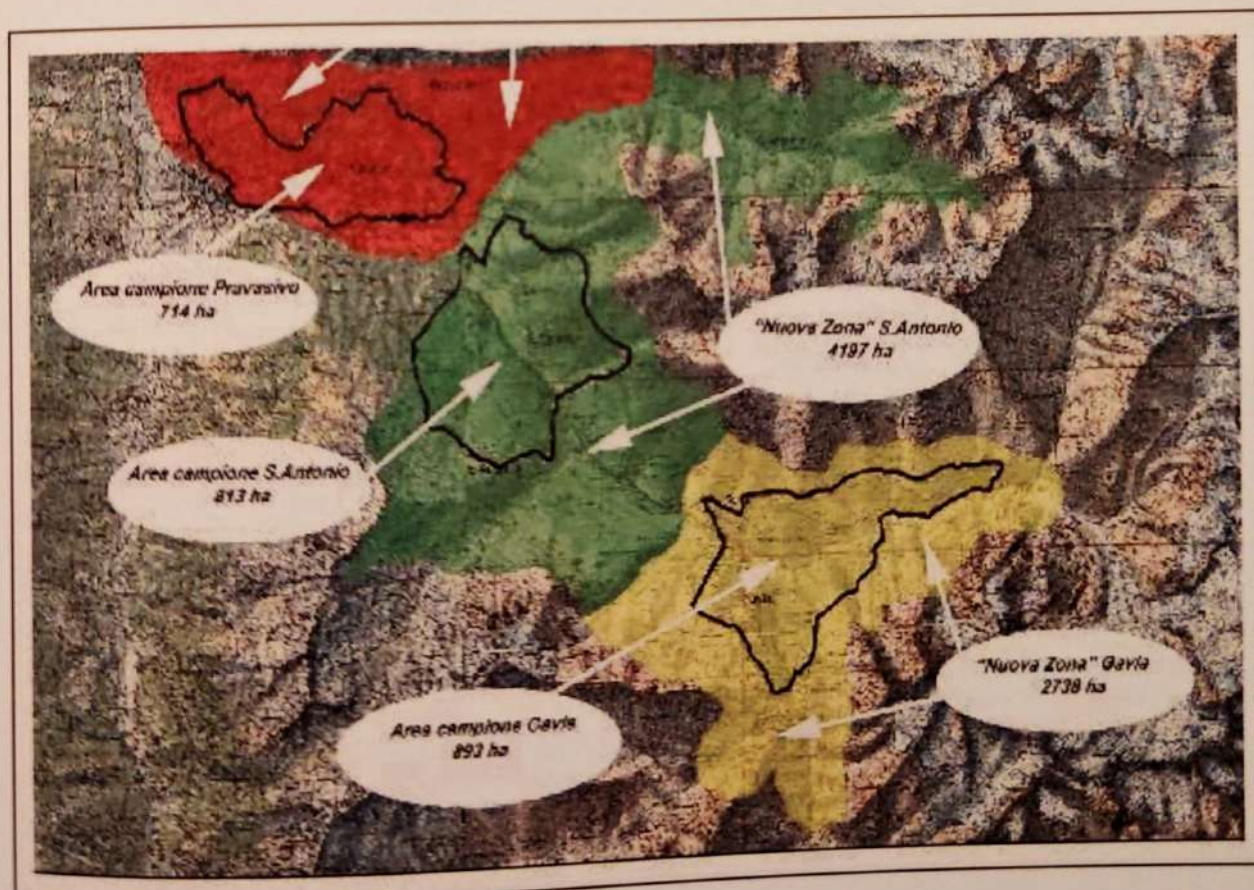 Area campione Pravasivo
714 ha
"Nuova Zona" S.Antonio
4197 ha
Area campione S.Antonio
813 ha
"Nuova Zona" Gavia
2738 ha
Area campione Gavia
893 ha